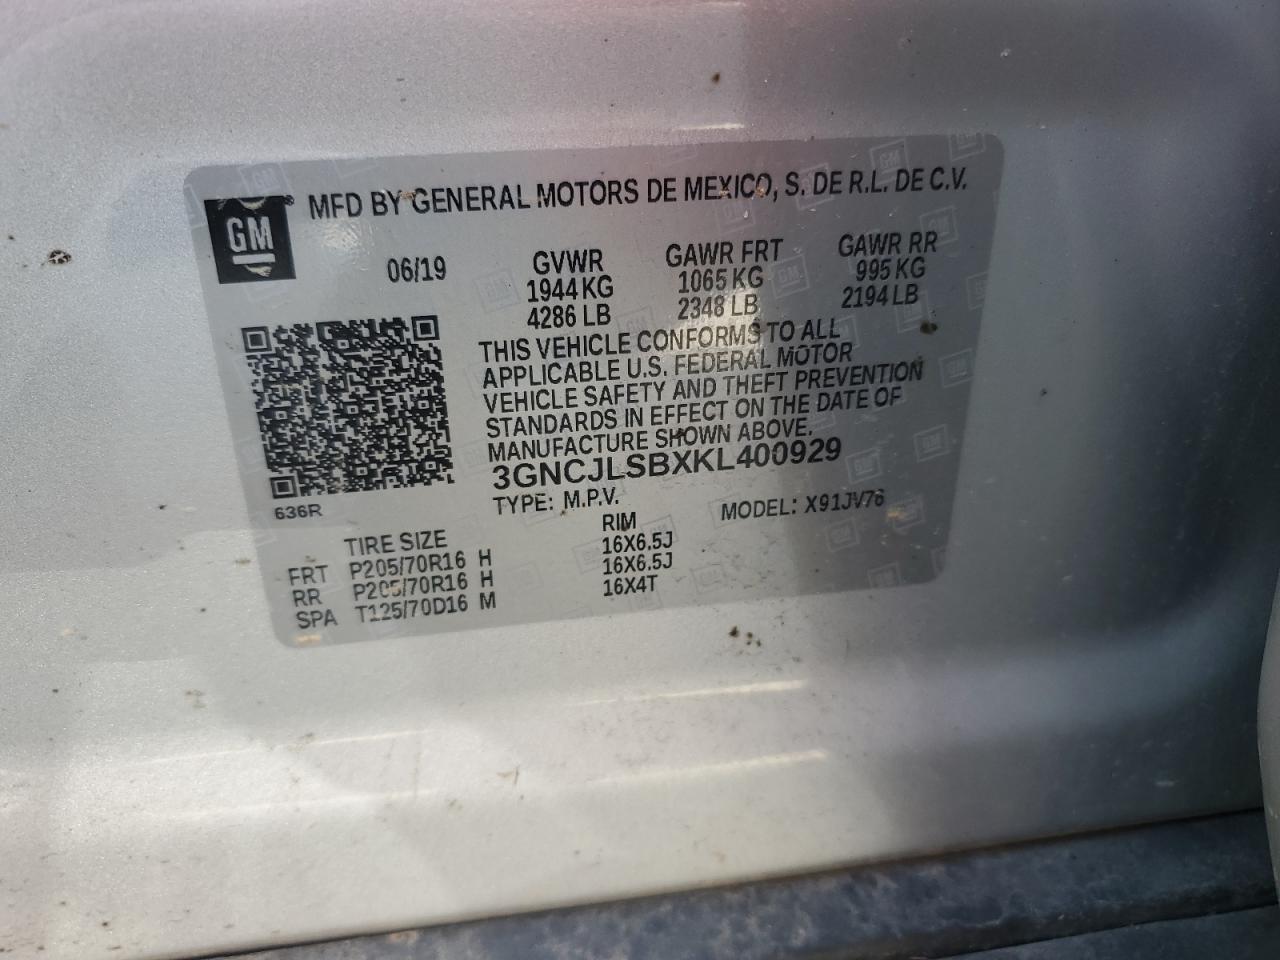 GM® MFD BY GENERAL MOTORS DE MEXICO, S. DE R.L. DE C.V.
06/19 GVWR GAWR FRT GAWR RR
1944 KG 1065 KG 995 KG
4286 LB 2348 LB 2194 LB
THIS VEHICLE CONFORMS TO ALL
APPLICABLE U.S. FEDERAL MOTOR
VEHICLE SAFETY AND THEFT PREVENTION
STANDARDS IN EFFECT ON THE DATE OF
MANUFACTURE SHOWN ABOVE.
3GNCJLSBXKL400929
636R
TYPE: M.P.V. MODEL: X91JV76
TIRE SIZE RIM
FRT P205/70R16 H 16X6.5J
RR P205/70R16 H 16X6.5J
SPA T125/70D16 M 16X4T